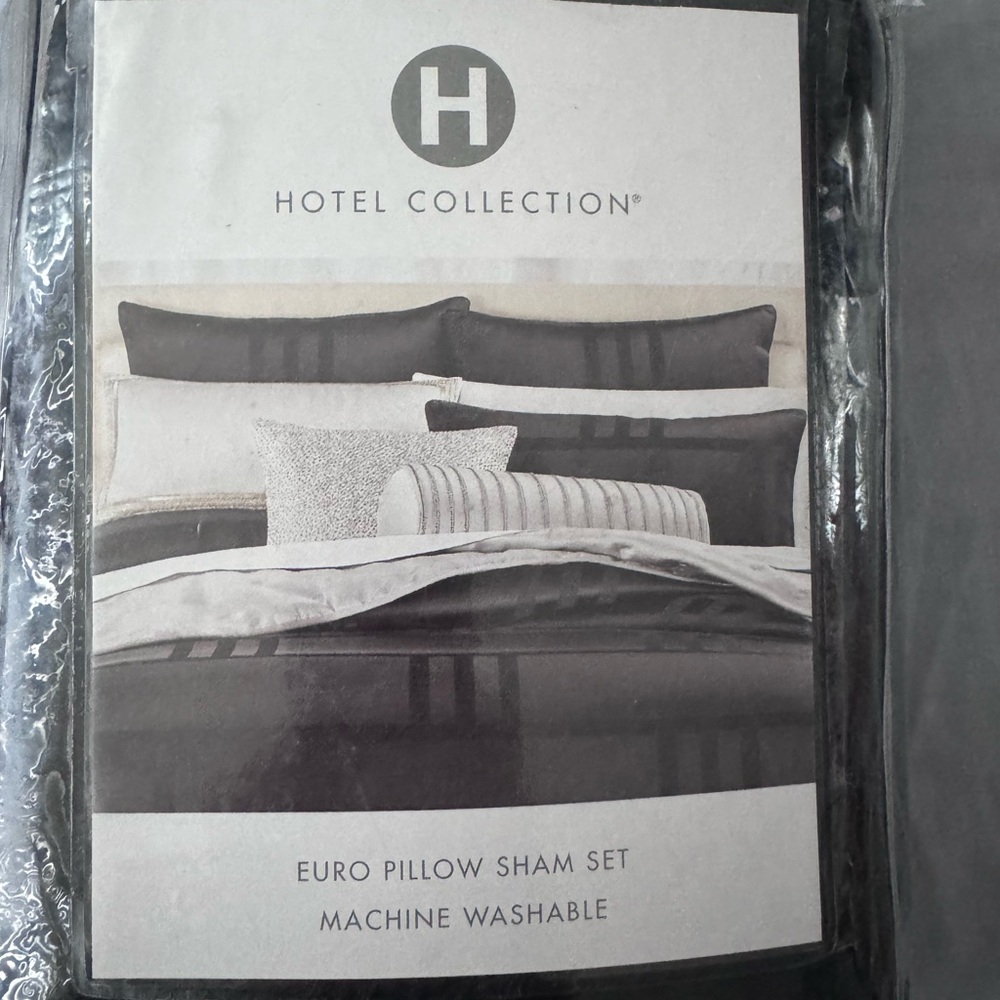 H
HOTEL COLLECTION®
EURO PILLOW SHAM SET
MACHINE WASHABLE